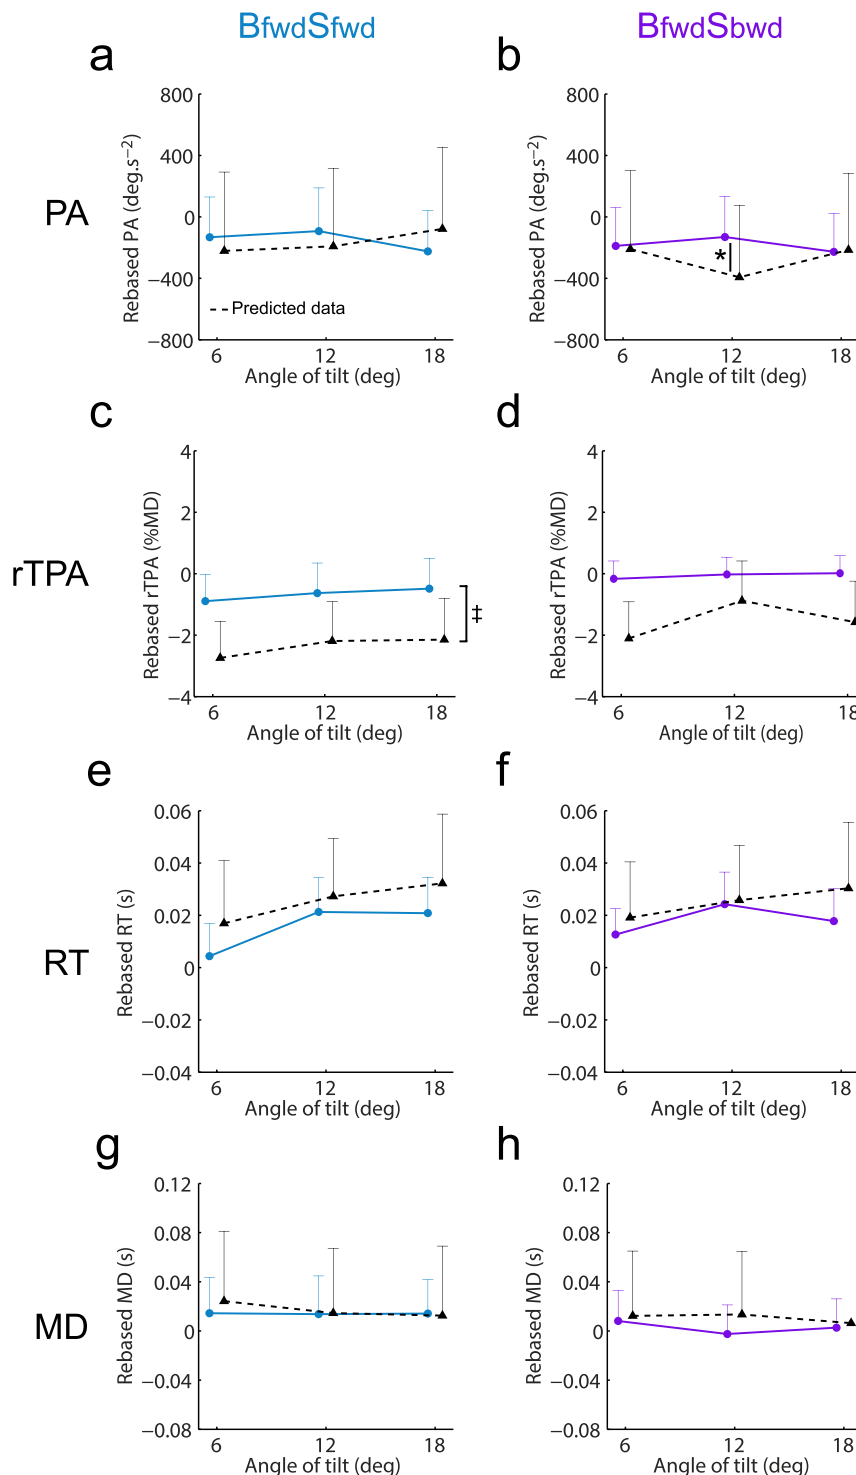 BfwdSfwd BfwdSbwd
a b
PA
Rebased PA (deg.s−2) Rebased PA (deg.s−2)
800 800
400 400
0 0
*
−400 −400
Predicted data
−800 −800
6 12 18 6 12 18
Angle of tilt (deg) Angle of tilt (deg)
c d
rTPA
Rebased rTPA (%MD) Rebased rTPA (%MD)
4 4
2 2
0 0
‡
−2 −2
−4 −4
6 12 18 6 12 18
Angle of tilt (deg) Angle of tilt (deg)
e f
RT
Rebased RT (s) Rebased RT (s)
0.06 0.06
0.04 0.04
0.02 0.02
0 0
−0.02 −0.02
−0.04 −0.04
6 12 18 6 12 18
Angle of tilt (deg) Angle of tilt (deg)
g h
MD
Rebased MD (s) Rebased MD (s)
0.12 0.12
0.08 0.08
0.04 0.04
0 0
−0.04 −0.04
−0.08 −0.08
6 12 18 6 12 18
Angle of tilt (deg) Angle of tilt (deg)